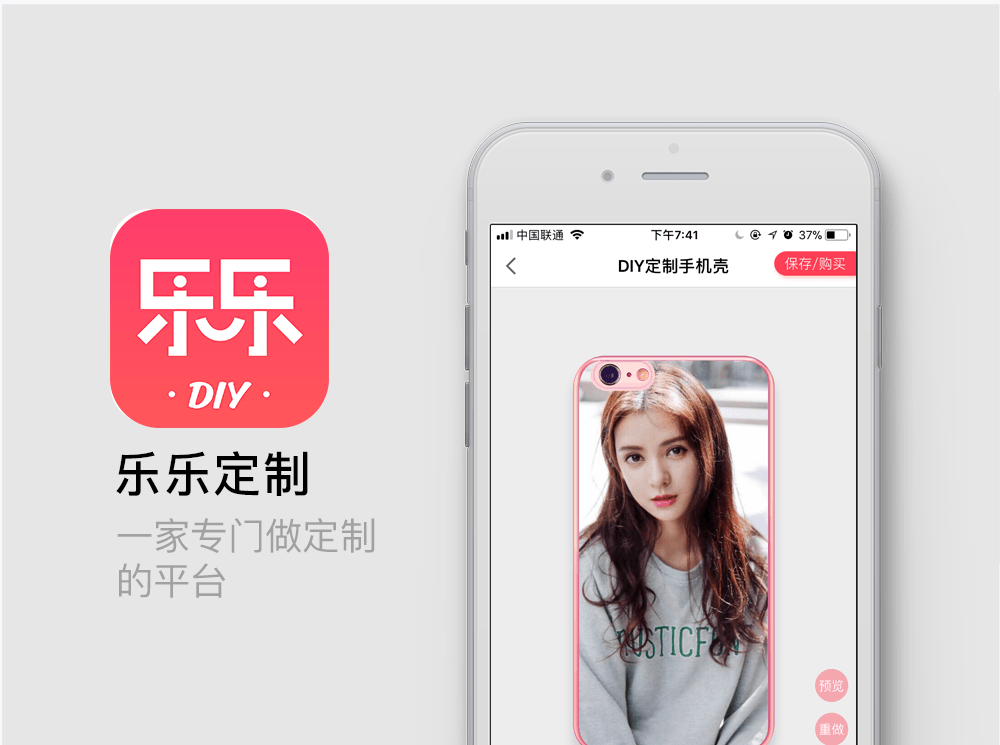 乐乐
· DIY ·
乐乐定制
一家专门做定制
的平台
中国联通 下午7:41 37%
DIY定制手机壳 保存/购买
预览
重做